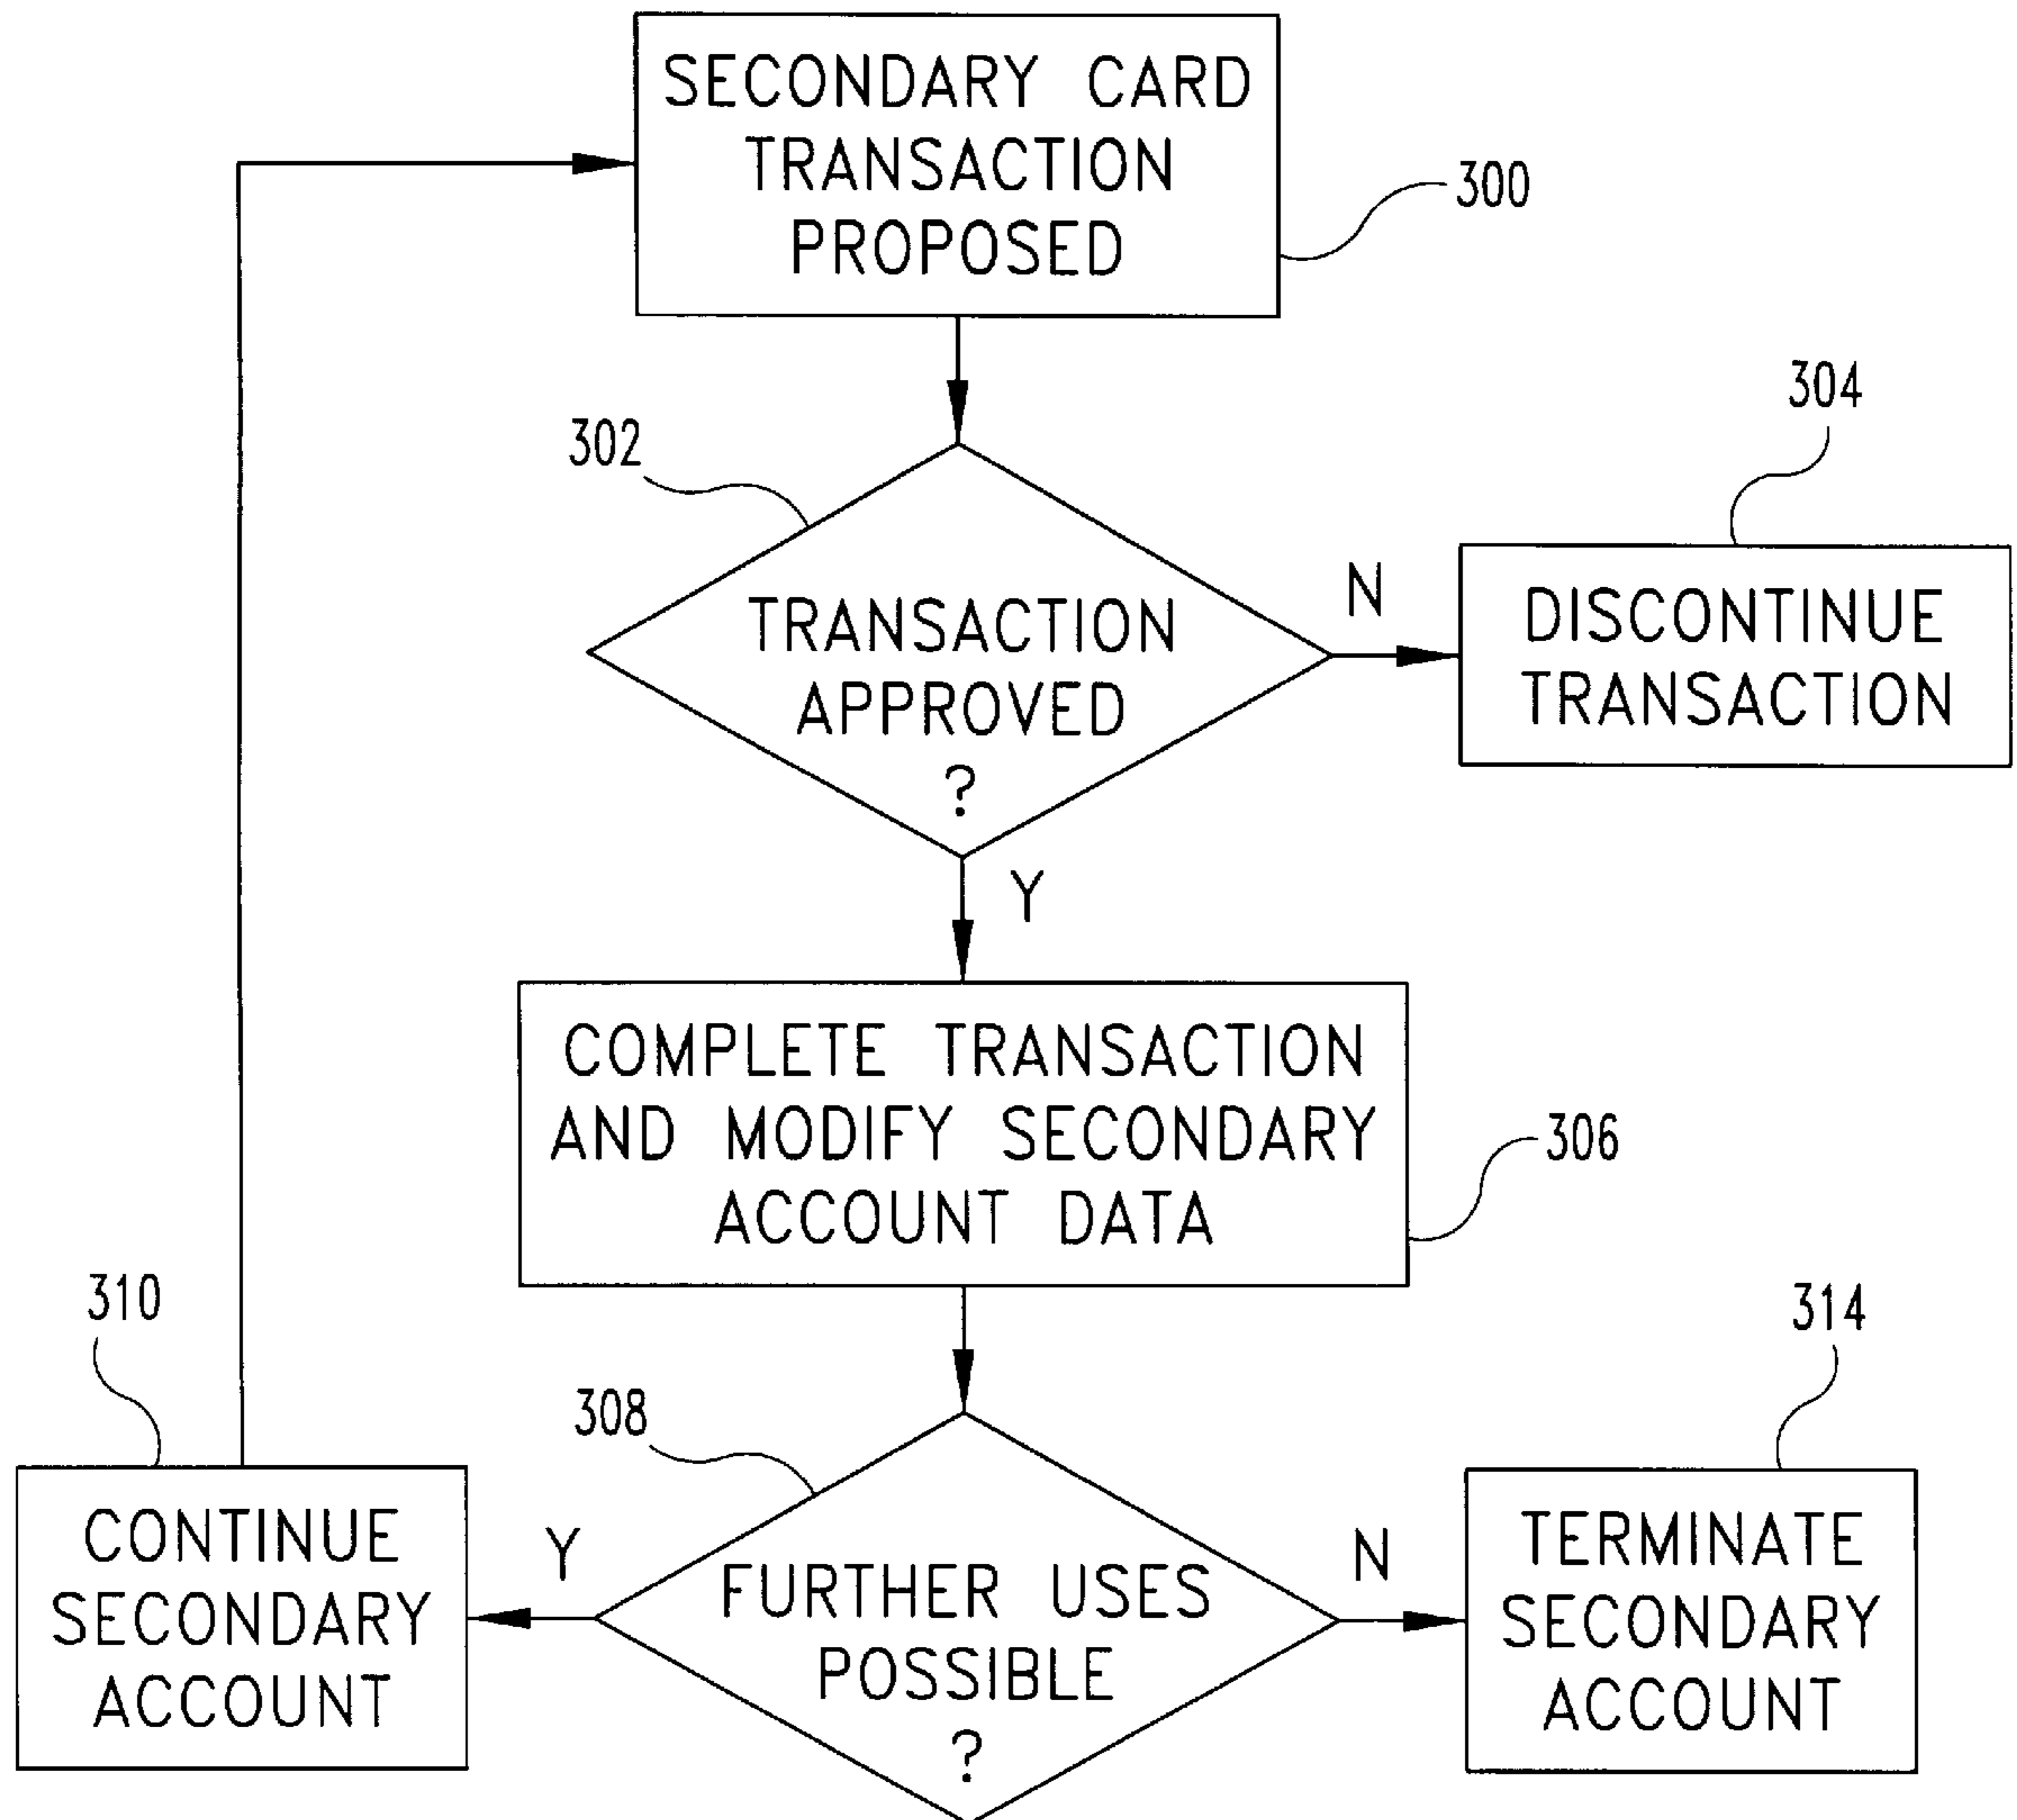 SECONDARY CARD
TRANSACTION
PROPOSED
300
302
TRANSACTION
APPROVED
?
N
304
DISCONTINUE
TRANSACTION
Y
COMPLETE TRANSACTION
AND MODIFY SECONDARY
ACCOUNT DATA
306
308
FURTHER USES
POSSIBLE
?
Y
310
CONTINUE
SECONDARY
ACCOUNT
N
314
TERMINATE
SECONDARY
ACCOUNT